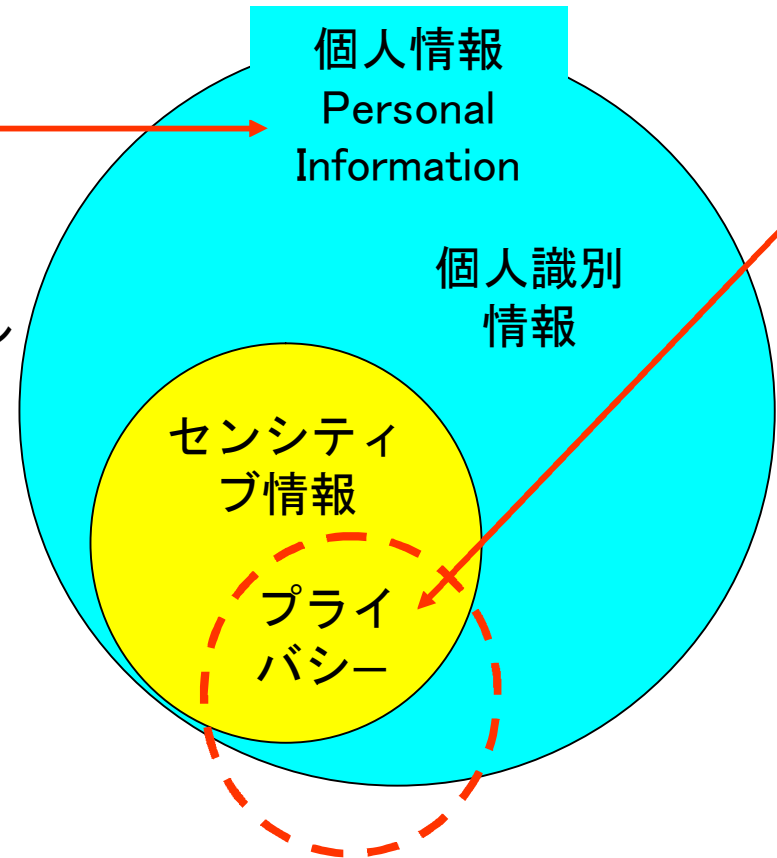 個人情報
Personal
Information
個人識別
情報
ン
センシティ
ブ情報
プライ
バシー